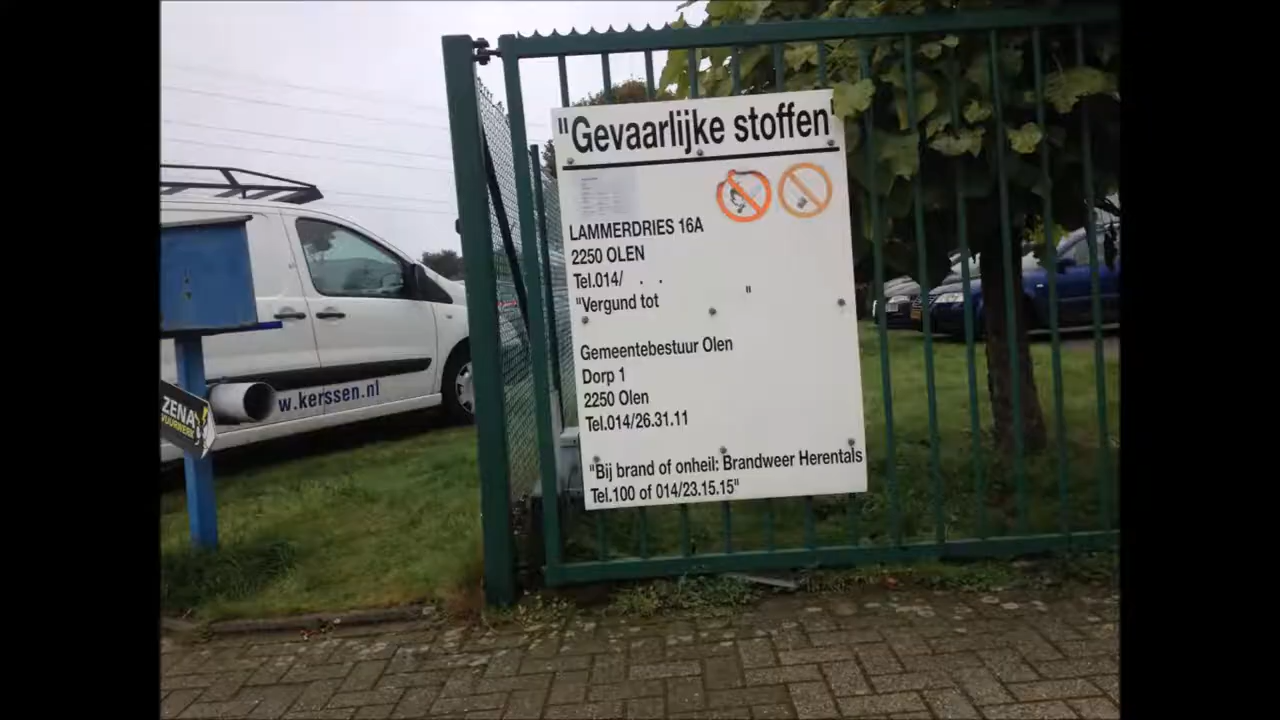 "Gevaarlijke stoffen"
LAMMERDRIES 16A
2250 OLEN
Tel.014/ . .
"Vergund tot "
Gemeentebestuur Olen
Dorp 1
2250 Olen
Tel.014/26.31.11
"Bij brand of onheil: Brandweer Herentals
Tel.100 of 014/23.15.15"
w.kerssen.nl
ZENA
VUURWERK